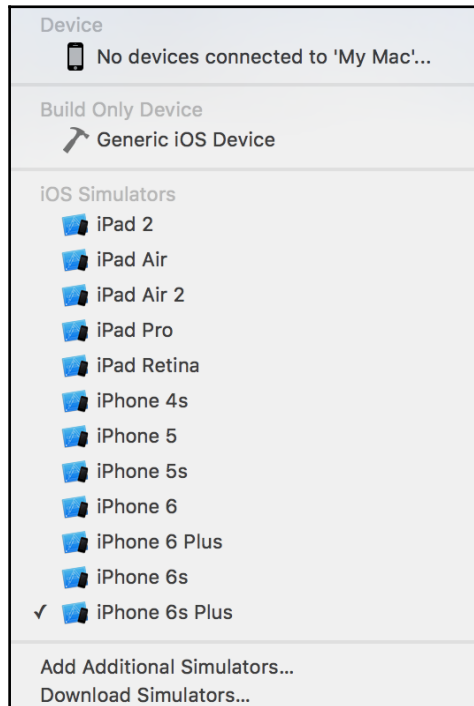 Device
No devices connected to 'My Mac'...
Build Only Device
Generic iOS Device
iOS Simulators
iPad 2
iPad Air
iPad Air 2
iPad Pro
iPad Retina
iPhone 4s
iPhone 5
iPhone 5s
iPhone 6
iPhone 6 Plus
iPhone 6s
✓ iPhone 6s Plus
Add Additional Simulators...
Download Simulators...